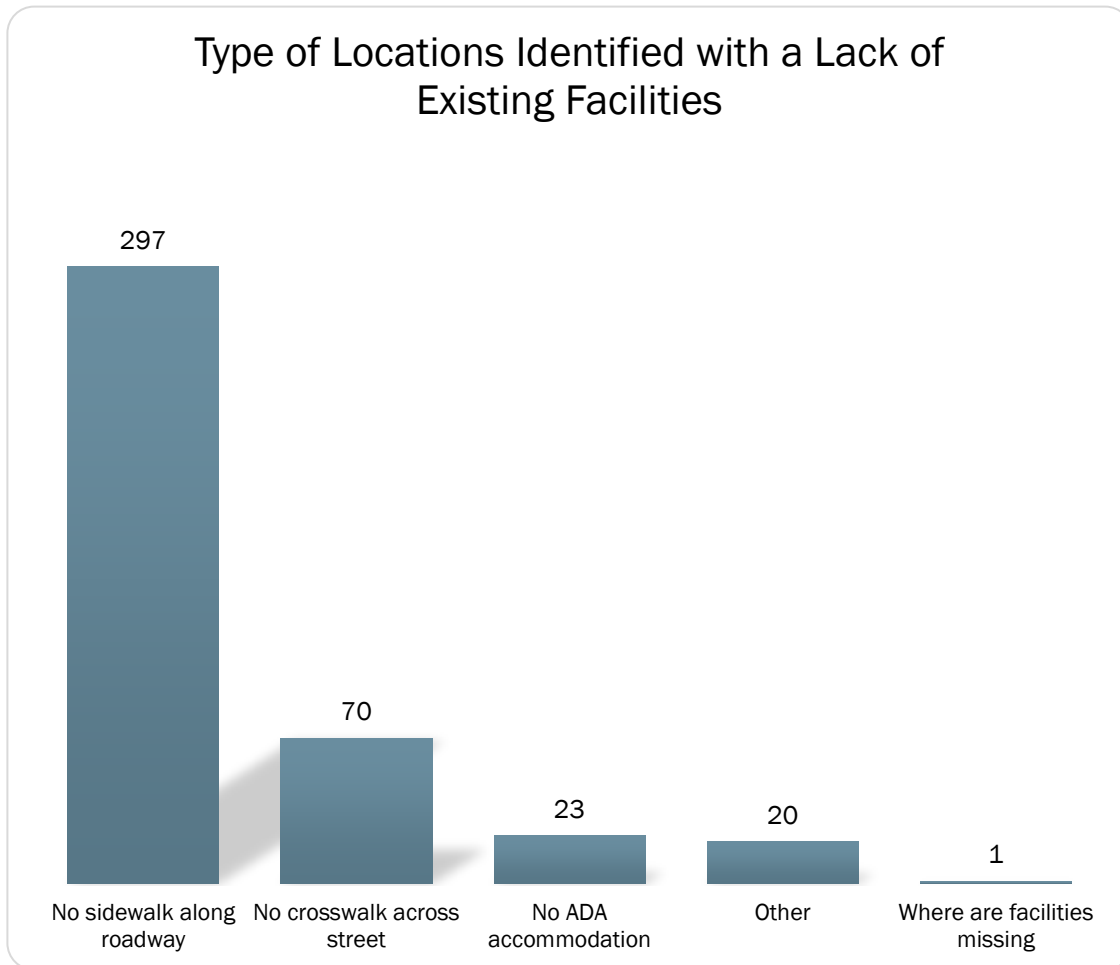 Type of Locations Identified with a Lack of
Existing Facilities
297
70
23
20
1
No sidewalk along
roadway
No crosswalk across
street
No ADA
accommodation
Other
Where are facilities
missing